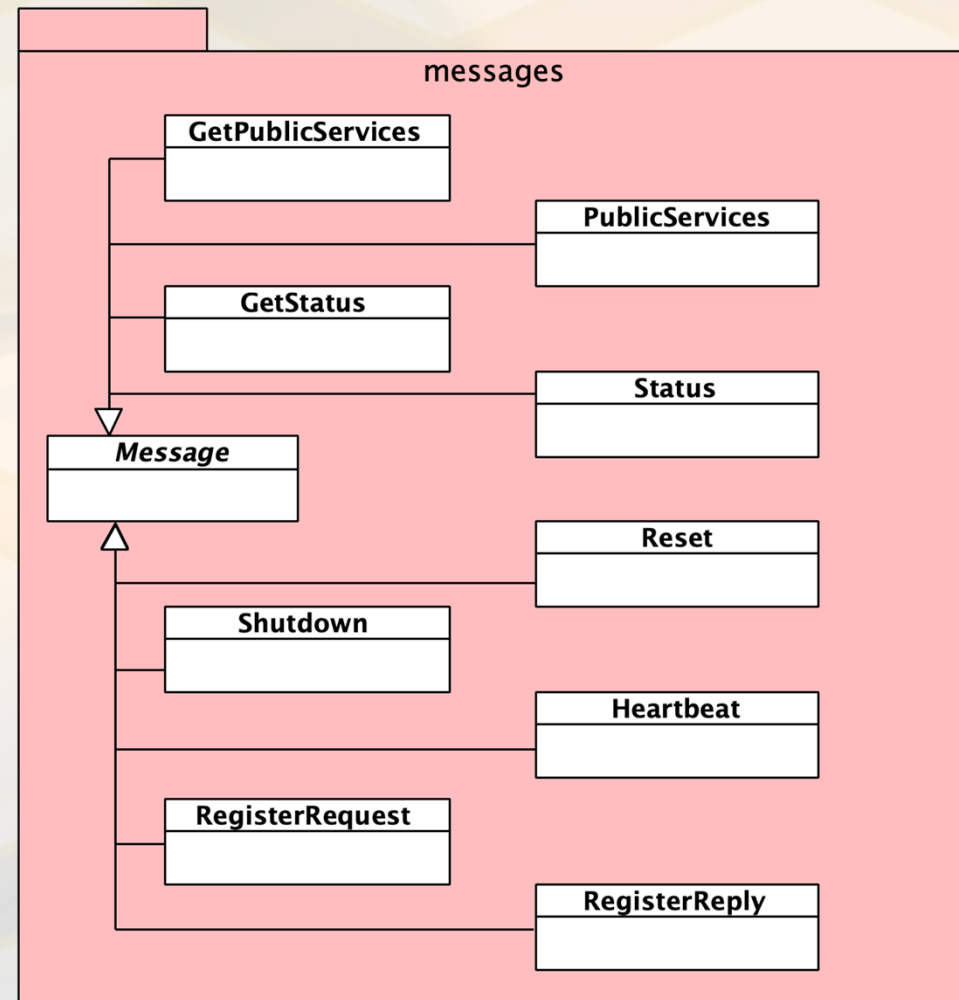 messages
GetPublicServices
PublicServices
GetStatus
Status
Message
Reset
Shutdown
Heartbeat
RegisterRequest
RegisterReply